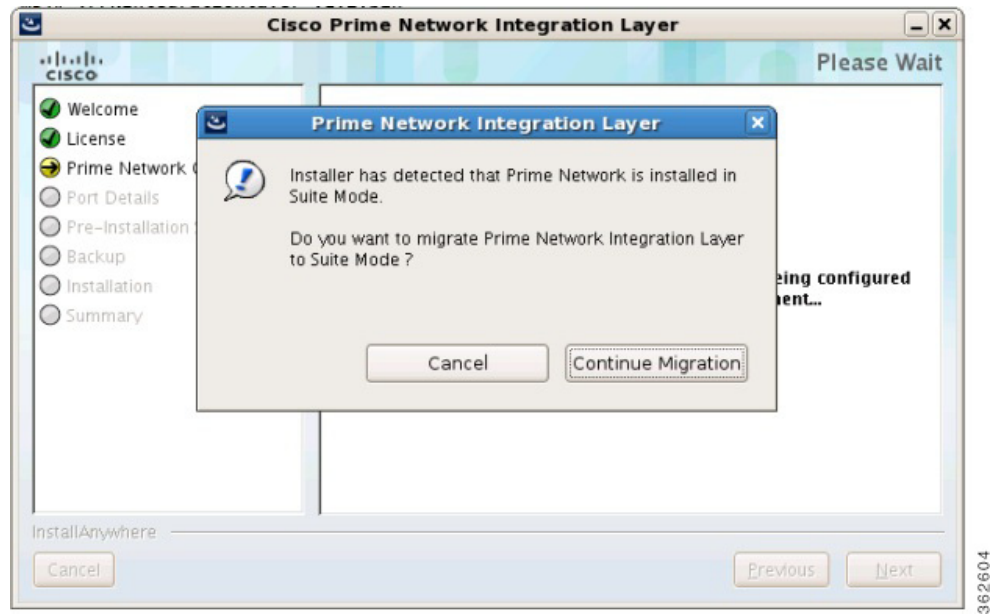 Cisco Prime Network Integration Layer
CISCO
Please Wait
Welcome
License
Prime Network
Port Details
Pre-Installation
Backup
Installation
Summary
Prime Network Integration Layer
Installer has detected that Prime Network is installed in
Suite Mode.
Do you want to migrate Prime Network Integration Layer
to Suite Mode ?
Cancel
Continue Migration
configured
InstallAnywhere
Cancel
Previous
Next
362604